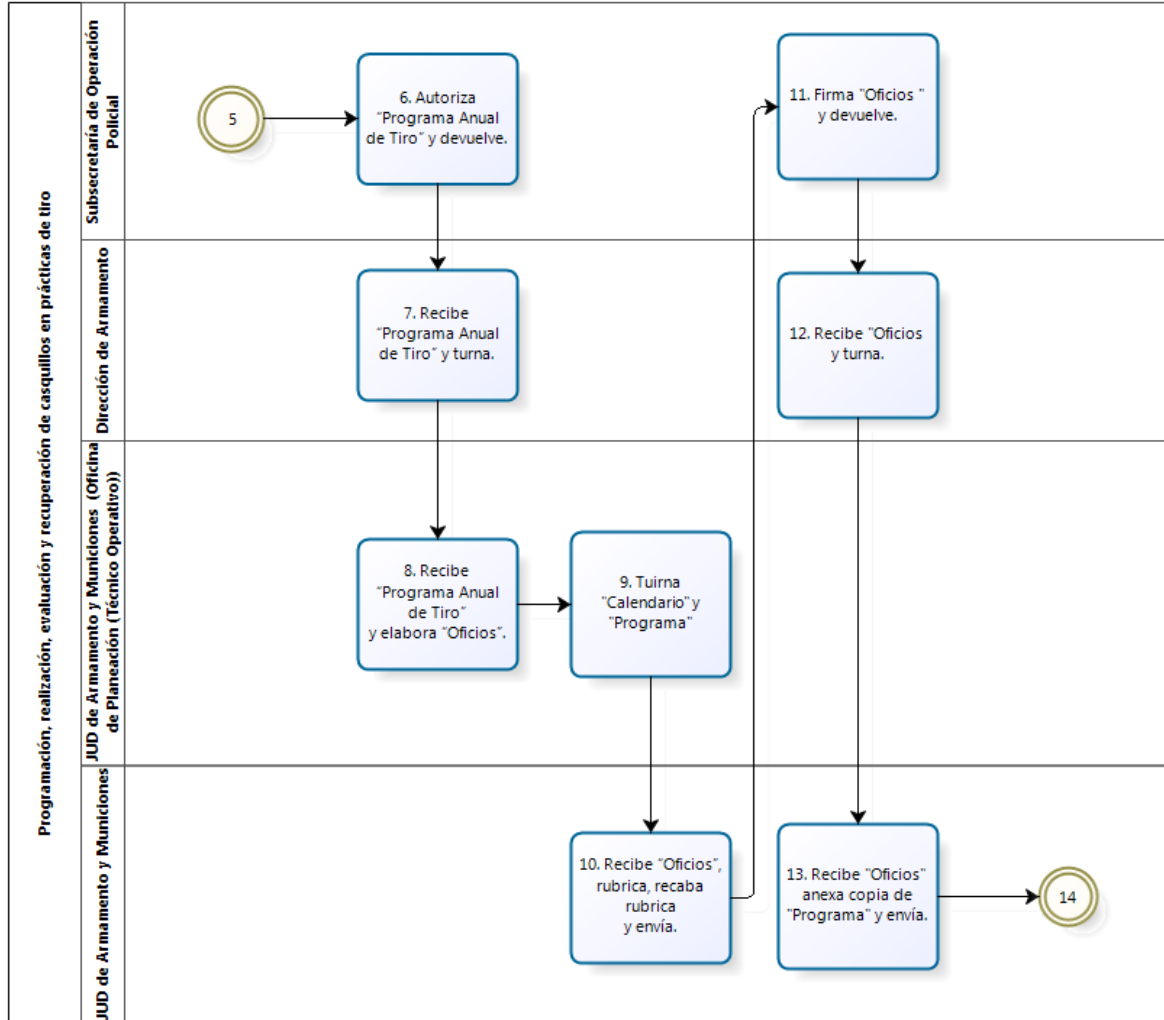 Programación, realización, evaluación y recuperación de casquillos en prácticas de tiro
Subsecretaría de Operación
Policial
5
6. Autoriza
“Programa Anual
de Tiro” y devuelve.
11. Firma "Oficios "
y devuelve.
Dirección de Armamento
7. Recibe
“Programa Anual
de Tiro” y turna.
12. Recibe "Oficios
y turna.
JUD de Armamento y Municiones (Oficina
de Planeación (Técnico Operativo))
8. Recibe
“Programa Anual
de Tiro”
y elabora “Oficios”.
9. Tuirna
"Calendario" y
"Programa"
JUD de Armamento y Municiones
10. Recibe “Oficios”,
rubrica, recaba
rubrica
y envía.
13. Recibe "Oficios"
anexa copia de
"Programa" y envía.
14